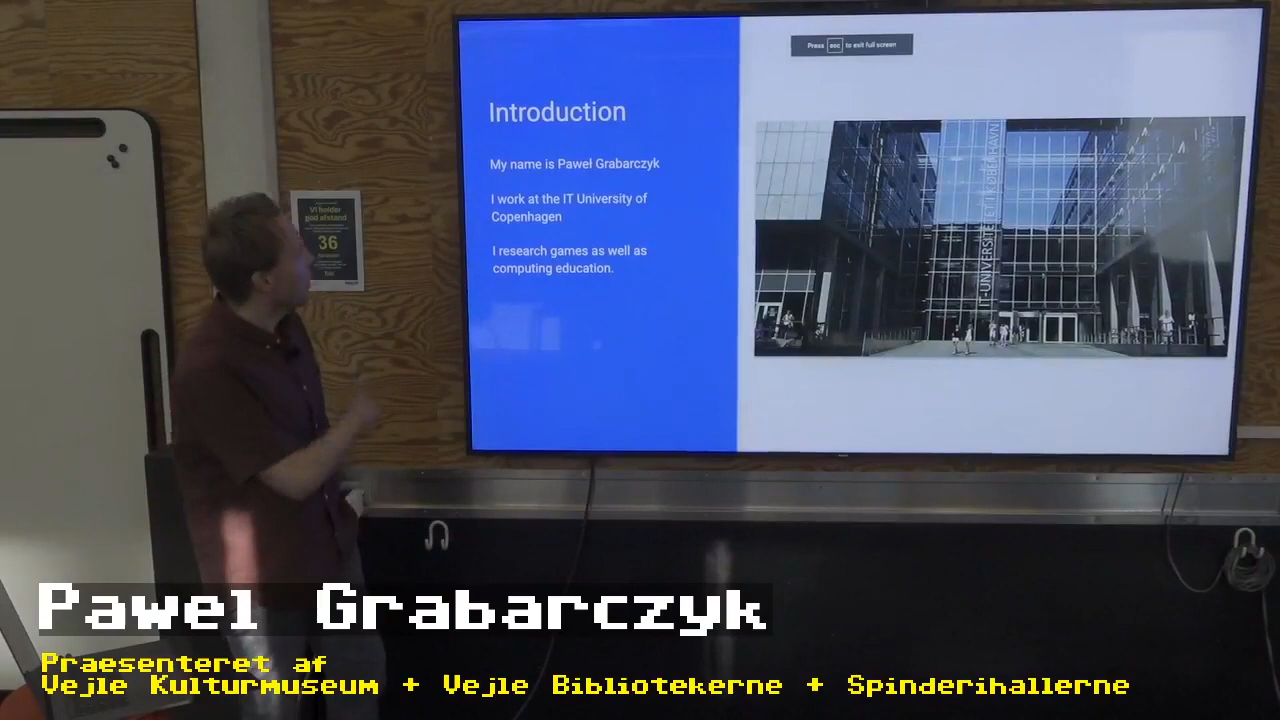 Press esc to exit full screen
Introduction
My name is Paweł Grabarczyk
I work at the IT University of
Copenhagen
I research games as well as
computing education.
IT-UNIVERSITETET I KØBENHAVN
Vi holder
god afstand
36
Pawel Grabarczyk
Praesenteret af
Vejle Kulturmuseum + Vejle Bibliotekerne + Spinderihallerne